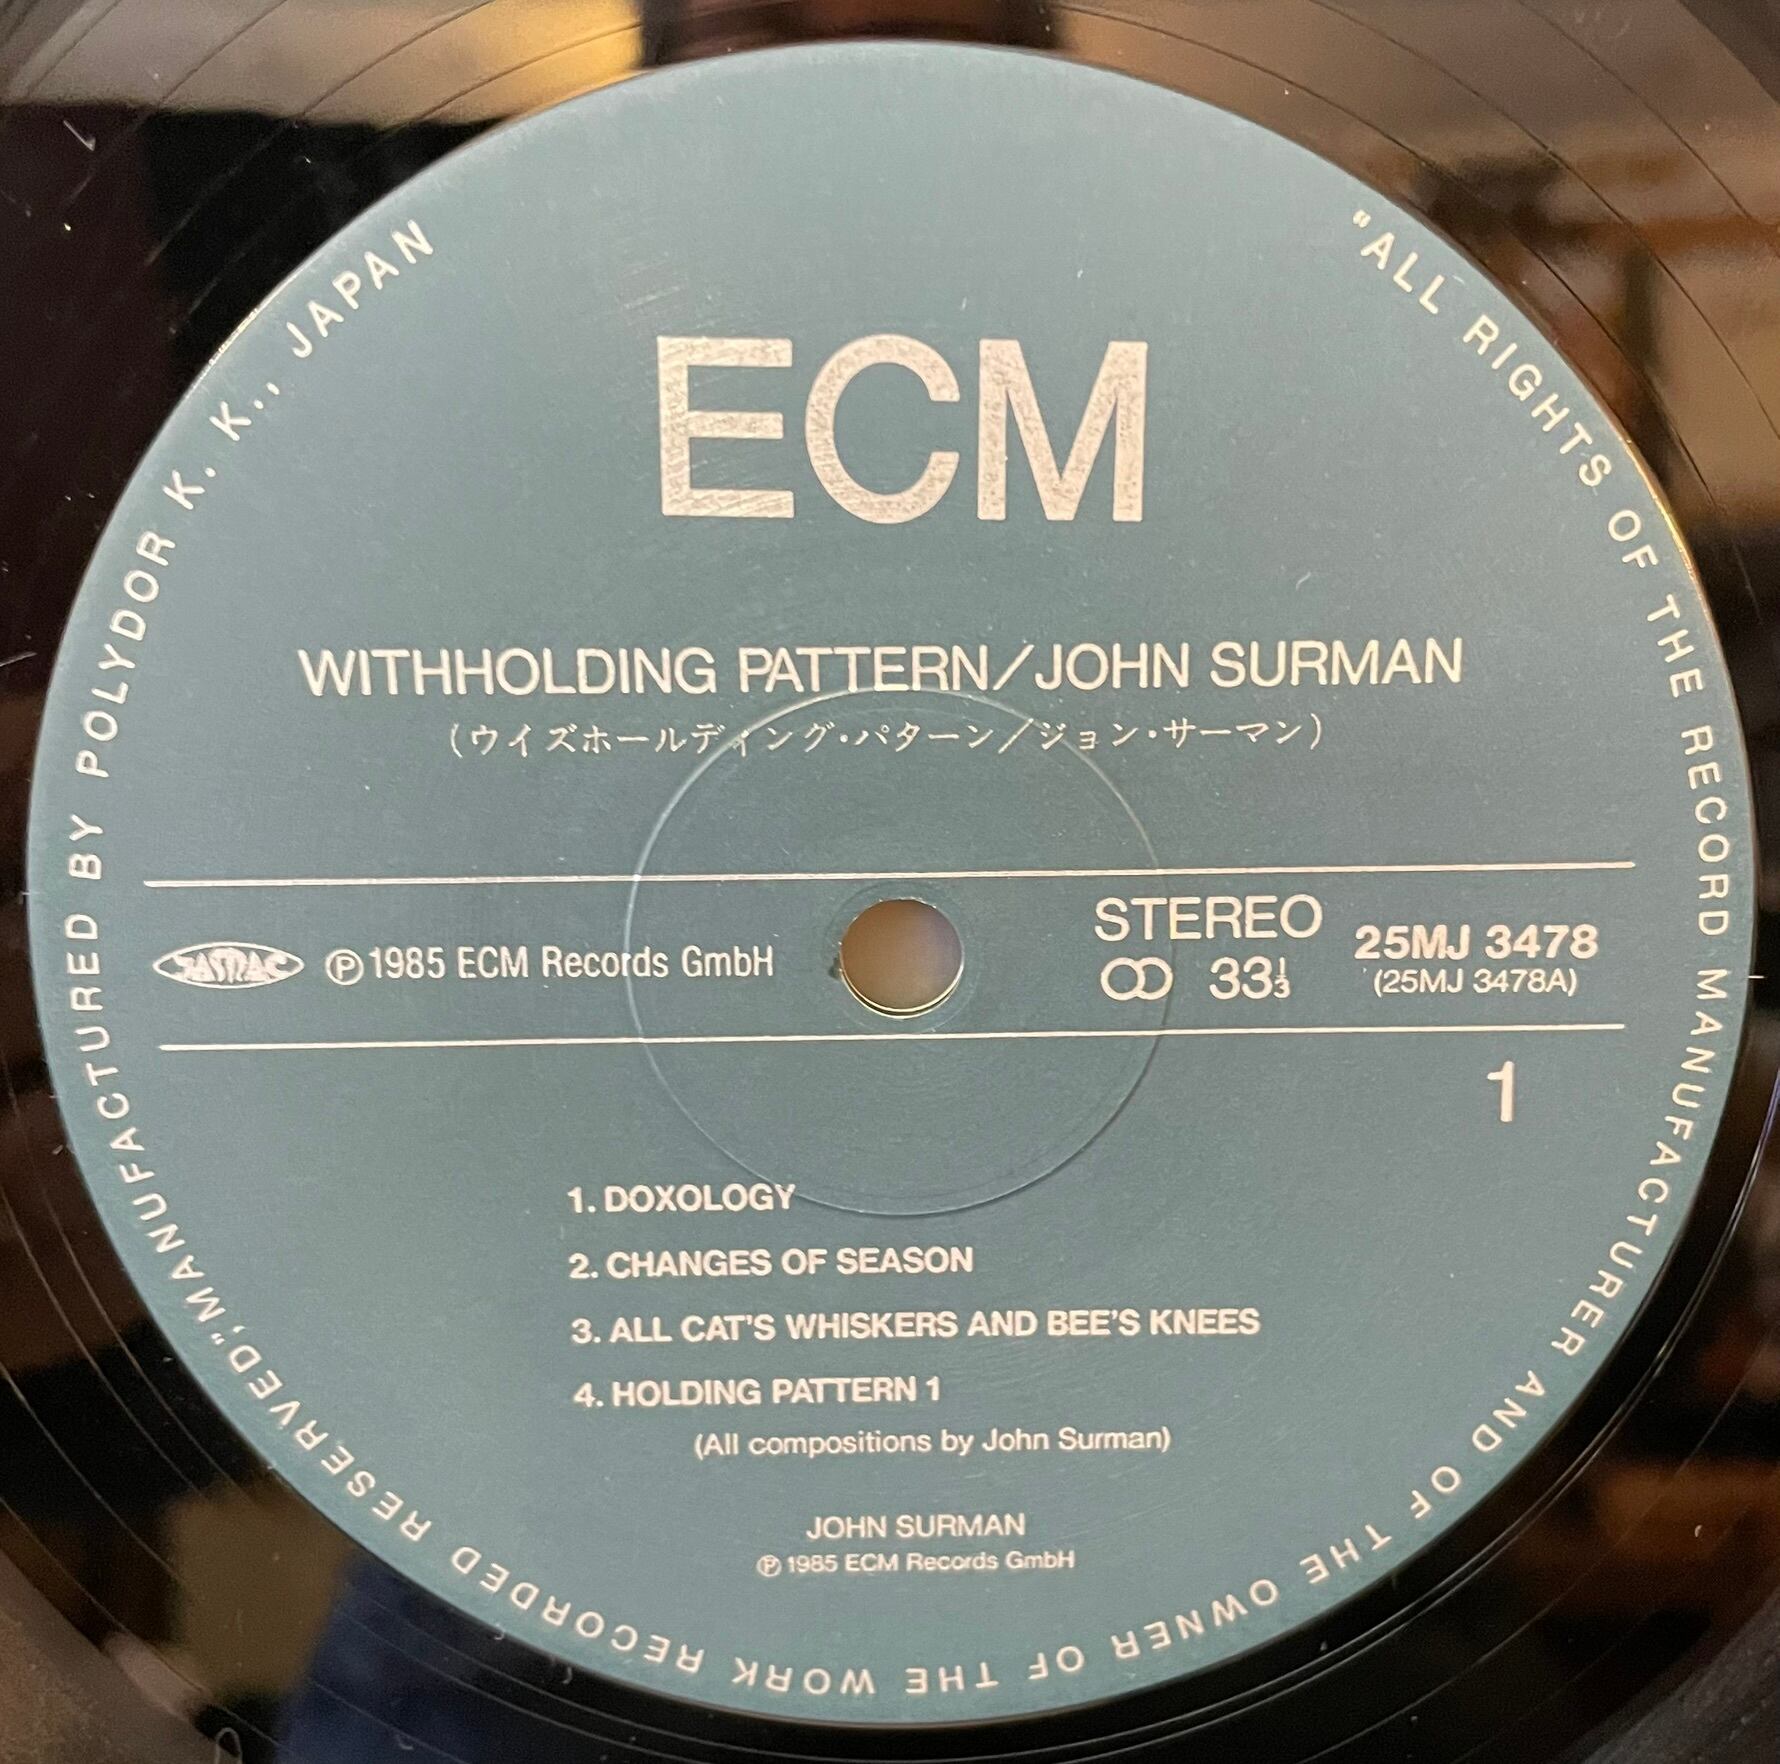 ECM
WITHHOLDING PATTERN/JOHN SURMAN
(ウイズホールディング・パターン/ジョン・サーマン)
JASRAC
Ⓟ1985 ECM Records GmbH
STEREO
33⅓
25MJ 3478
(25MJ 3478A)
1
1. DOXOLOGY
2. CHANGES OF SEASON
3. ALL CAT'S WHISKERS AND BEE'S KNEES
4. HOLDING PATTERN 1
(All compositions by John Surman)
JOHN SURMAN
Ⓟ 1985 ECM Records GmbH
"ALL RIGHTS OF THE RECORD MANUFACTURER AND OF THE OWNER OF THE WORK RECORDED RESERVED,"MANUFACTURED BY POLYDOR K. K., JAPAN